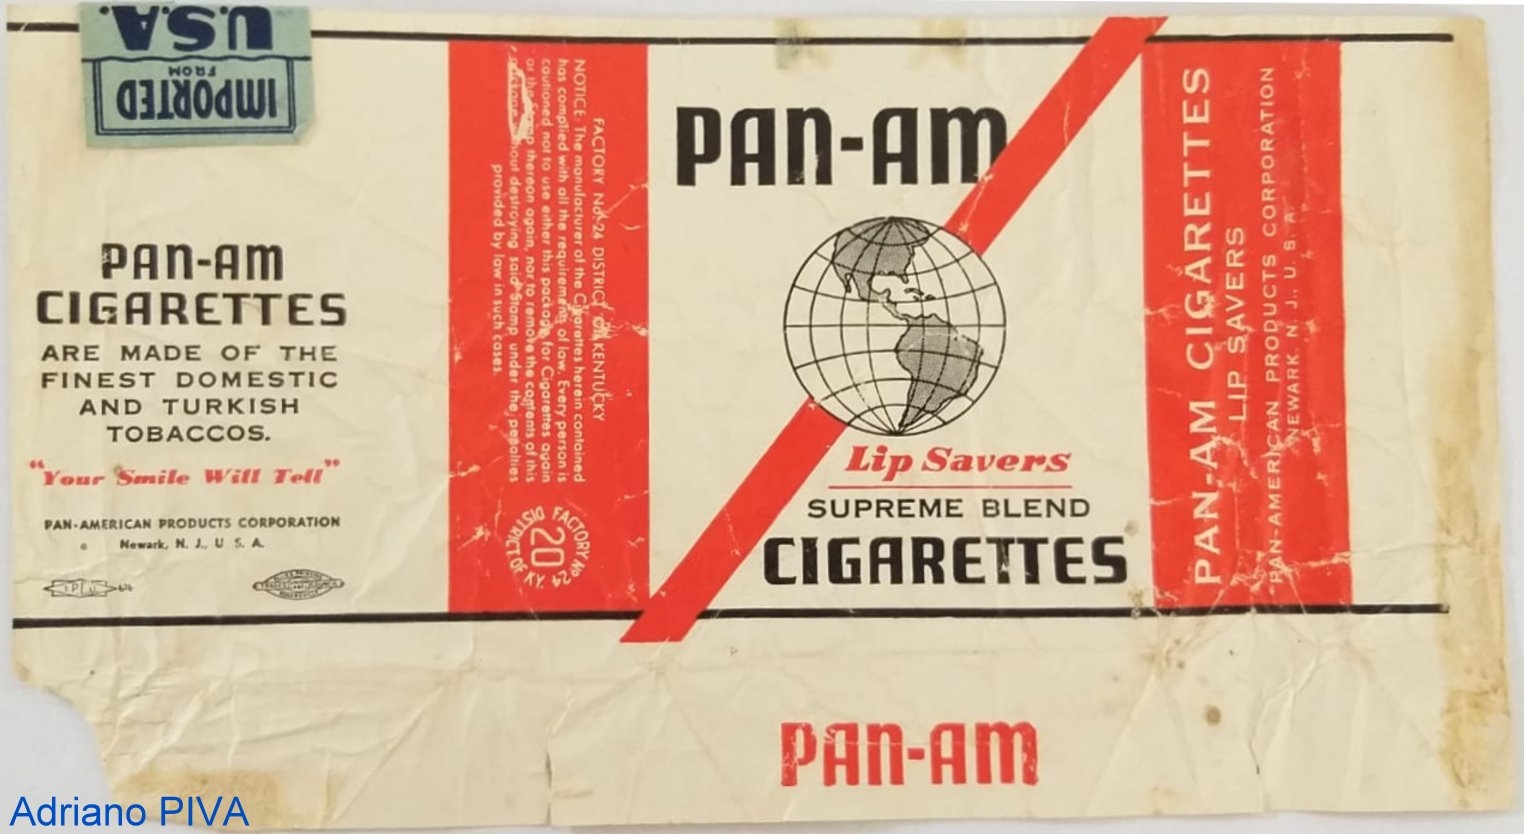 U.S.A.
FROM
IMPORTED
PAN-AM
CIGARETTES
ARE MADE OF THE
FINEST DOMESTIC
AND TURKISH
TOBACCOS.
"Your Smile Will Tell"
PAN-AMERICAN PRODUCTS CORPORATION
Newark, N. J., U S. A.
FACTORY No. 24 DISTRICT OF KENTUCKY
NOTICE: The manufacturer of the Cigarettes herein contained
has complied with all the requirements of law. Every person is
cautioned not to use either this package for Cigarettes again
or the Stamp thereon again, nor to remove the contents of this
package without destroying said Stamp under the penalties
provided by law in such cases.
FACTORY No 24
20
DISTRICT OF KY.
PAN-AM
Lip Savers
SUPREME BLEND
CIGARETTES
PAN-AM CIGARETTES
LIP SAVERS
PAN-AMERICAN PRODUCTS CORPORATION
NEWARK, N. J., U. S. A.
PAN-AM
Adriano PIVA